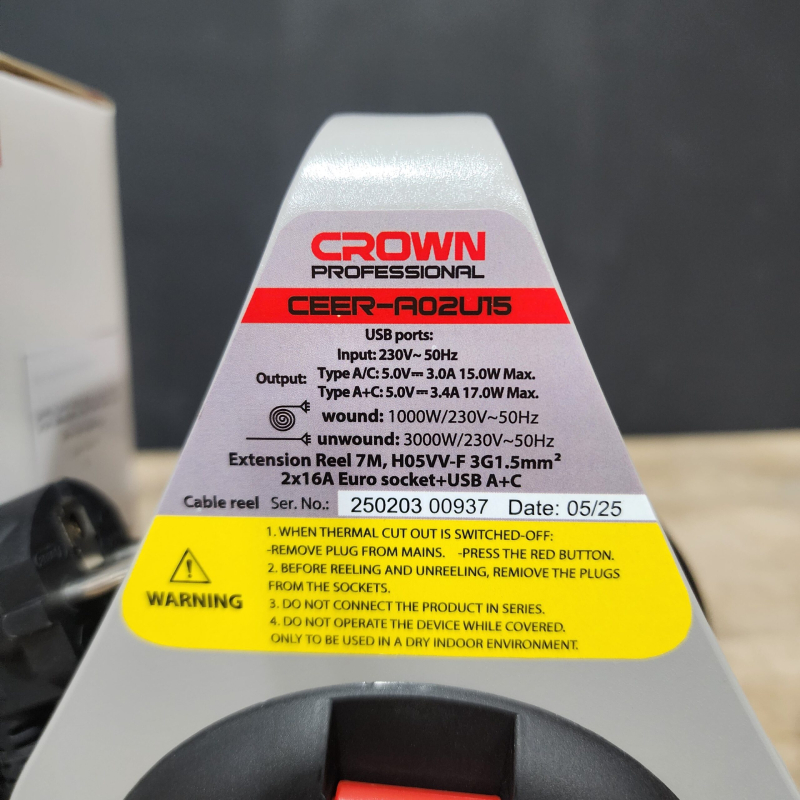 CROWN
PROFESSIONAL
CEER-A02U15
USB ports:
Input: 230V~ 50Hz
Output: Type A/C: 5.0V⎓ 3.0A 15.0W Max.
Type A+C: 5.0V⎓ 3.4A 17.0W Max.
wound: 1000W/230V~50Hz
unwound: 3000W/230V~50Hz
Extension Reel 7M, H05VV-F 3G1.5mm²
2x16A Euro socket+USB A+C
Cable reel Ser. No.: 250203 00937 Date: 05/25
1. WHEN THERMAL CUT OUT IS SWITCHED-OFF:
-REMOVE PLUG FROM MAINS. -PRESS THE RED BUTTON.
2. BEFORE REELING AND UNREELING, REMIOVE THE PLUGS
FROM THE SOCKETS.
WARNING
3. DO NOT CONNECT THE PRODUCT IN SERIES.
4. DO NOT OPERATE THE DEVICE WHILE COVERED.
ONLY TO BE USED IN A DRY INDOOR ENVIRONMENT.